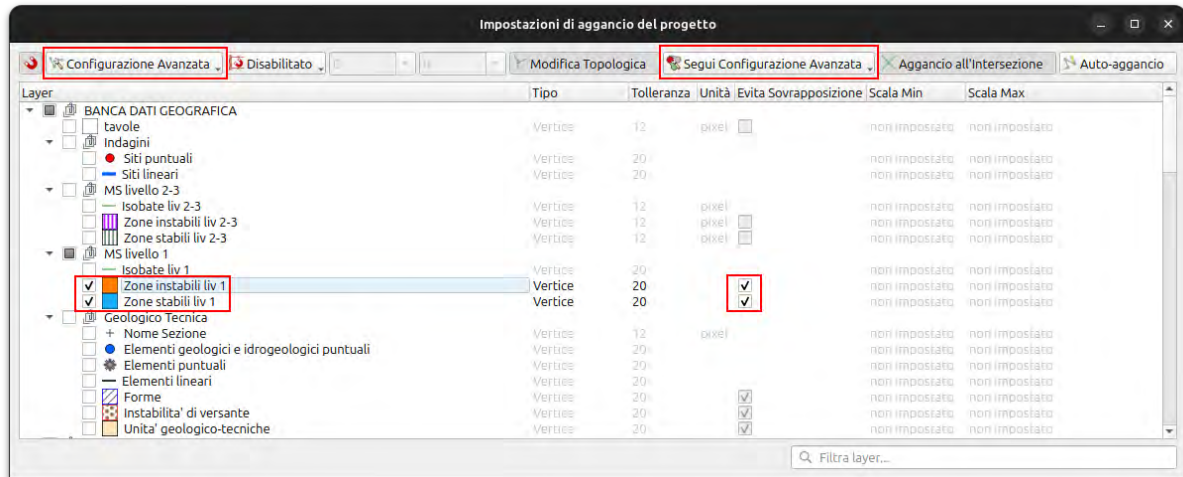 Impostazioni di aggancio del progetto
Configurazione Avanzata Disabilitato Modifica Topologica Segui Configurazione Avanzata Aggancio all'Intersezione Auto-aggancio
Layer Tipo Tolleranza Unità Evita Sovrapposizione Scala Min Scala Max
BANCA DATI GEOGRAFICA
tavole Vertice 12 pixel non impostato non impostato
Indagini
Siti puntuali Vertice 20 non impostato non impostato
Siti lineari Vertice 20 non impostato non impostato
MS livello 2-3
Isobate liv 2-3 Vertice 12 pixel non impostato non impostato
Zone instabili liv 2-3 Vertice 12 pixel non impostato non impostato
Zone stabili liv 2-3 Vertice 12 pixel non impostato non impostato
MS livello 1
Isobate liv 1 Vertice 20 non impostato non impostato
Zone instabili liv 1 Vertice 20 non impostato non impostato
Zone stabili liv 1 Vertice 20 non impostato non impostato
Geologico Tecnica
Nome Sezione Vertice 12 pixel non impostato non impostato
Elementi geologici e idrogeologici puntuali Vertice 20 non impostato non impostato
Elementi puntuali Vertice 20 non impostato non impostato
Elementi lineari Vertice 20 non impostato non impostato
Forme Vertice 20 non impostato non impostato
Instabilita' di versante Vertice 20 non impostato non impostato
Unita' geologico-tecniche Vertice 20 non impostato non impostato
Filtra layer...